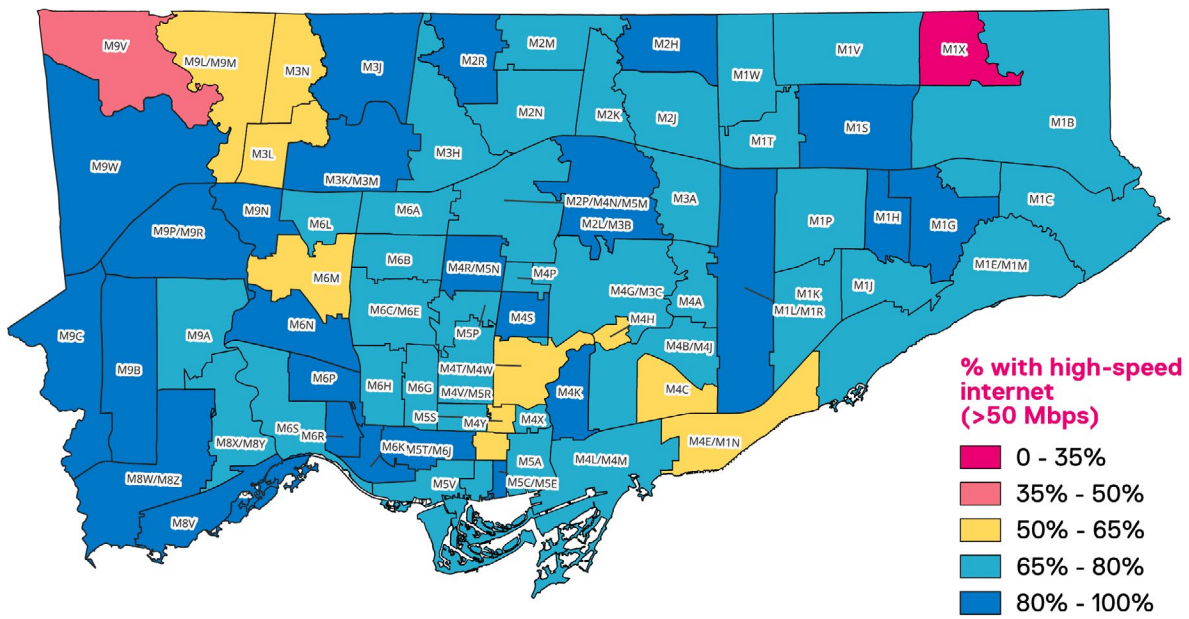 M9V
M9L/M9M
M3N
M3J
M2R
M2M
M2H
M1W
M1V
M1X
M2N
M2K
M2J
M1T
M1S
M1B
M9W
M3L
M3K/M3M
M3H
M9N
M6L
M6A
M2P/M4N/M5M
M2L/M3B
M3A
M1P
M1H
M1G
M1C
M9P/M9R
M6M
M6B
M4R/M5N
M4P
M4G/M3C
M4A
M1K
M1L/M1R
M1J
M1E/M1M
M9C
M9B
M9A
M6N
M6C/M6E
M5P
M4S
M4H
M4B/M4J
M6P
M6H
M6G
M4T/M4W
M4V/M5R
M4K
M4C
M5S
M4Y
M4X
M8X/M8Y
M6S
M6R
M6K
M5T/M6J
M4E/M1N
M8W/M8Z
M8V
M5V
M5A
M5C/M5E
M4L/M4M
% with high-speed
internet
(>50 Mbps)
0 - 35%
35% - 50%
50% - 65%
65% - 80%
80% - 100%